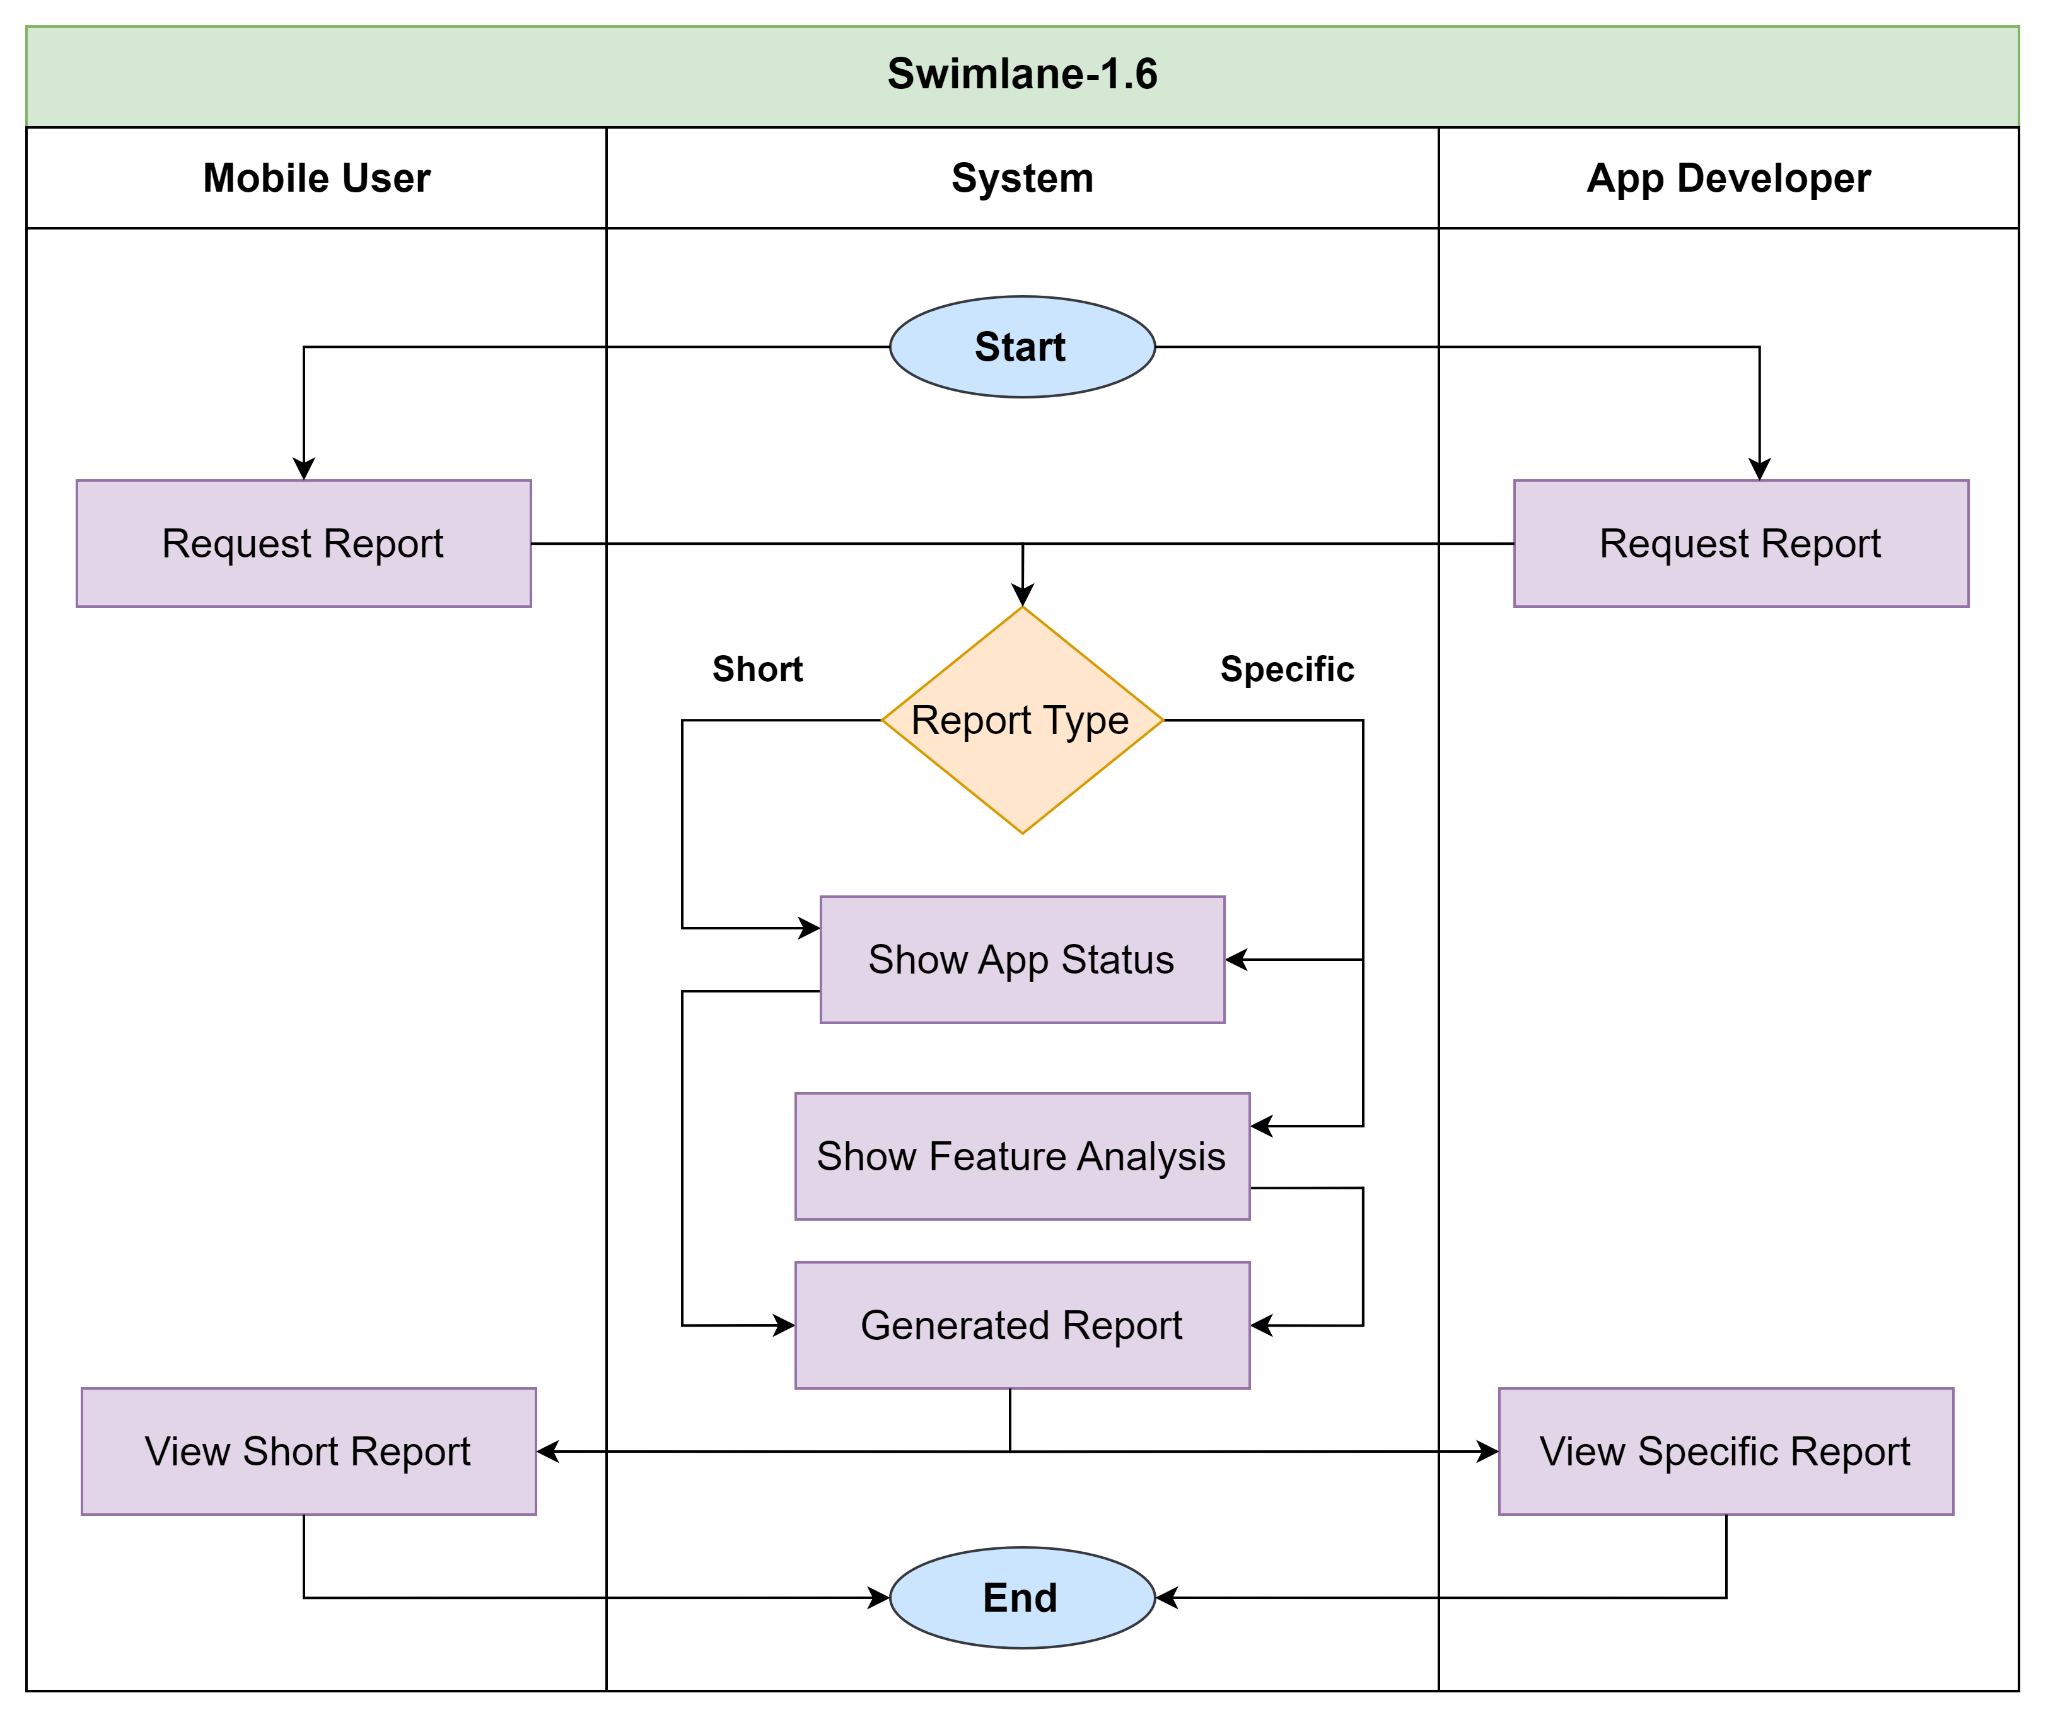 Swimlane-1.6
Mobile User
System
App Developer
Start
Request Report
Request Report
Short
Specific
Report Type
Show App Status
Show Feature Analysis
Generated Report
View Short Report
View Specific Report
End